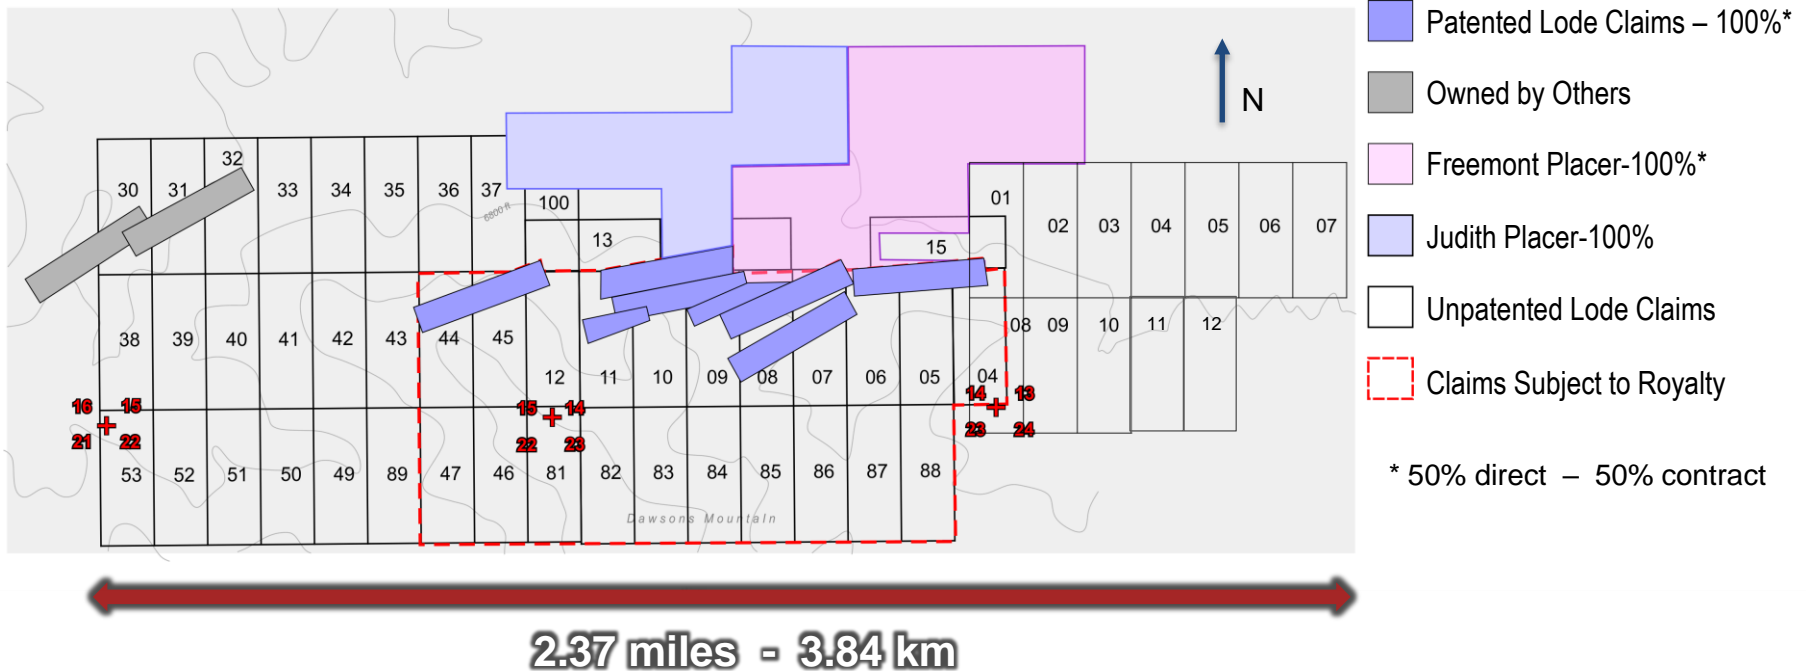 Patented Lode Claims – 100%*
Owned by Others
Freemont Placer-100%*
Judith Placer-100%
Unpatented Lode Claims
Claims Subject to Royalty
* 50% direct – 50% contract
N
32
30 31 33 34 35 36 37
6800 ft
100
13
01
15
02 03 04 05 06 07
38 39 40 41 42 43 44 45
08 09 10 11 12
12 11 10 09 08 07 06 05 04
16 15
21 22
15 14
22 23
14 13
23 24
53 52 51 50 49 89 47 46 81 82 83 84 85 86 87 88
Dawsons Mountain
2.37 miles - 3.84 km